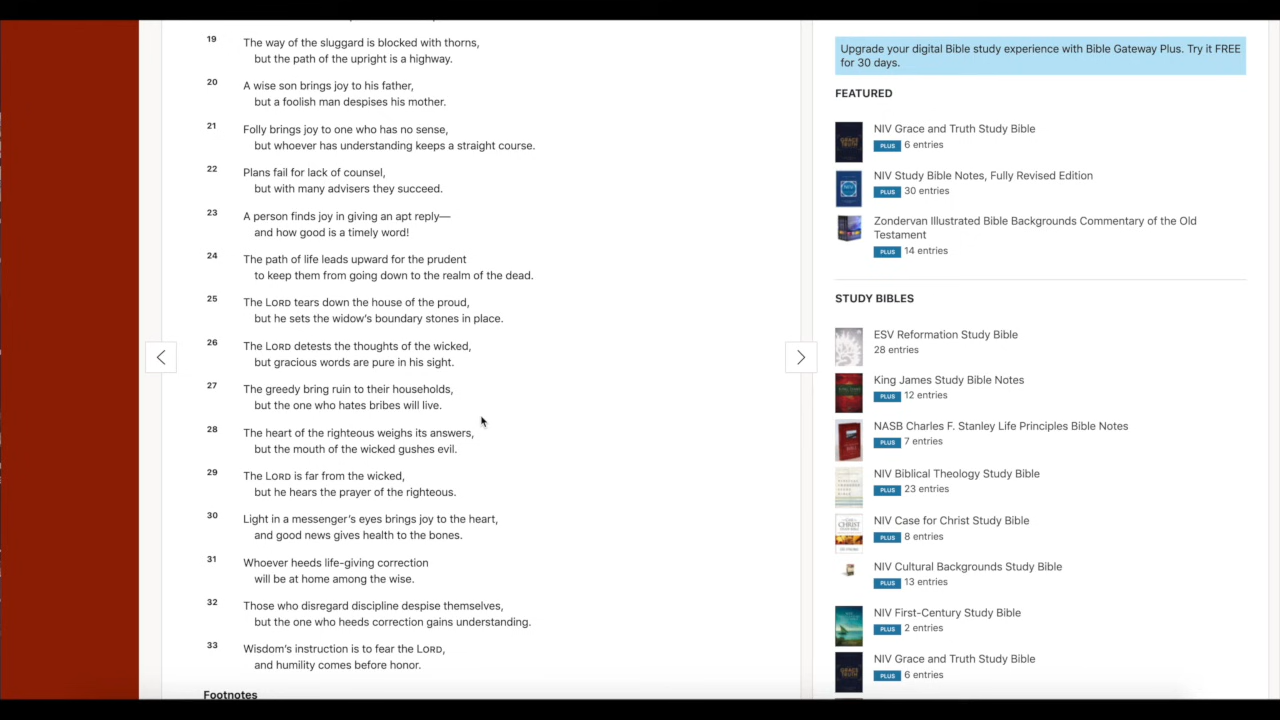 19 The way of the sluggard is blocked with thorns,
but the path of the upright is a highway.
20 A wise son brings joy to his father,
but a foolish man despises his mother.
21 Folly brings joy to one who has no sense,
but whoever has understanding keeps a straight course.
22 Plans fail for lack of counsel,
but with many advisers they succeed.
23 A person finds joy in giving an apt reply—
and how good is a timely word!
24 The path of life leads upward for the prudent
to keep them from going down to the realm of the dead.
25 The LORD tears down the house of the proud,
but he sets the widow’s boundary stones in place.
26 The LORD detests the thoughts of the wicked,
but gracious words are pure in his sight.
27 The greedy bring ruin to their households,
but the one who hates bribes will live.
28 The heart of the righteous weighs its answers,
but the mouth of the wicked gushes evil.
29 The LORD is far from the wicked,
but he hears the prayer of the righteous.
30 Light in a messenger’s eyes brings joy to the heart,
and good news gives health to the bones.
31 Whoever heeds life-giving correction
will be at home among the wise.
32 Those who disregard discipline despise themselves,
but the one who heeds correction gains understanding.
33 Wisdom’s instruction is to fear the LORD,
and humility comes before honor.
Footnotes
Upgrade your digital Bible study experience with Bible Gateway Plus. Try it FREE
for 30 days.
FEATURED
NIV Grace and Truth Study Bible
PLUS 6 entries
NIV Study Bible Notes, Fully Revised Edition
PLUS 30 entries
Zondervan Illustrated Bible Backgrounds Commentary of the Old
Testament
PLUS 14 entries
STUDY BIBLES
ESV Reformation Study Bible
28 entries
King James Study Bible Notes
PLUS 12 entries
NASB Charles F. Stanley Life Principles Bible Notes
PLUS 7 entries
NIV Biblical Theology Study Bible
PLUS 23 entries
NIV Case for Christ Study Bible
PLUS 8 entries
NIV Cultural Backgrounds Study Bible
PLUS 13 entries
NIV First-Century Study Bible
PLUS 2 entries
NIV Grace and Truth Study Bible
PLUS 6 entries